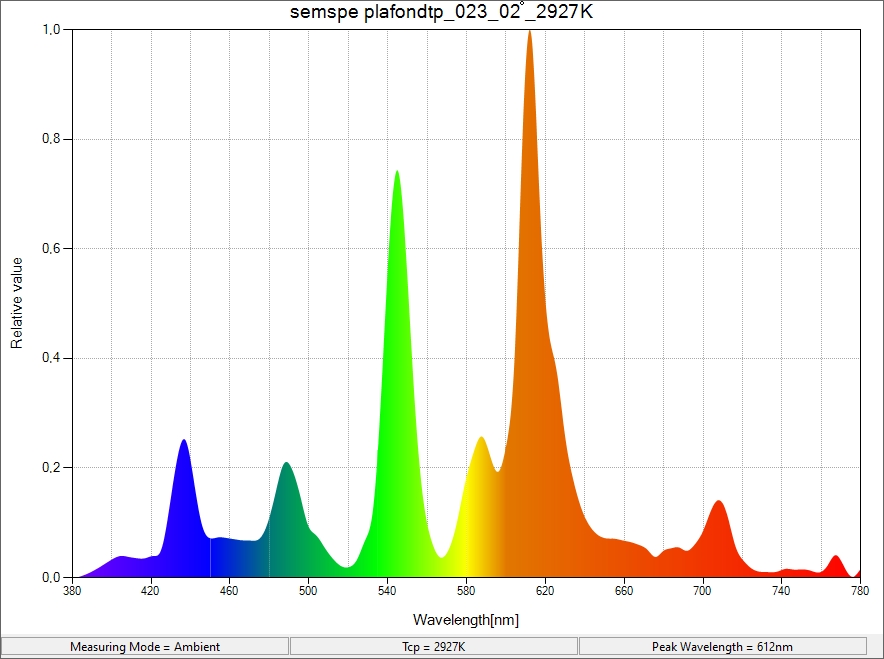 semspe plafondtp_023_02°_2927K
1,0
0,8
0,6
0,4
0,2
0,0
Relative value
380 420 460 500 540 580 620 660 700 740 780
Wavelength[nm]
Measuring Mode = Ambient Tcp = 2927K Peak Wavelength = 612nm